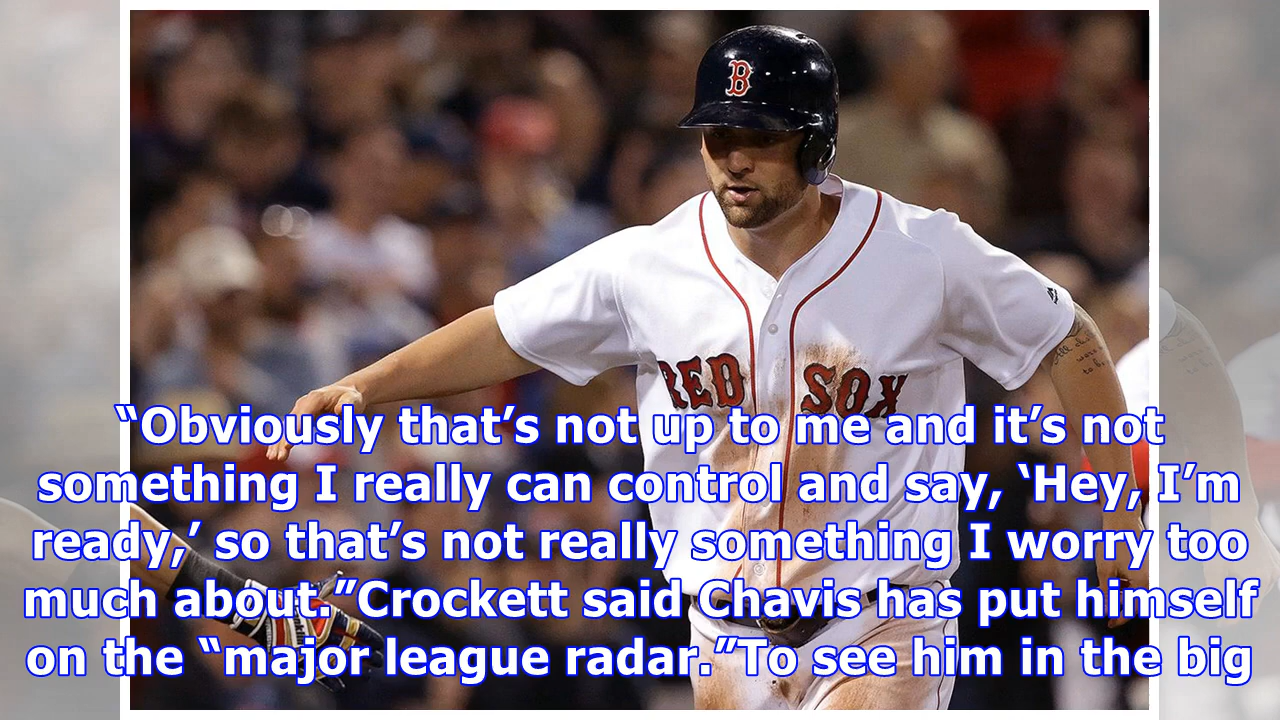 B
RED SOX
“Obviously that’s not up to me and it’s not
something I really can control and say, ‘Hey, I’m
ready,’ so that’s not really something I worry too
much about.”Crockett said Chavis has put himself
on the “major league radar.”To see him in the big